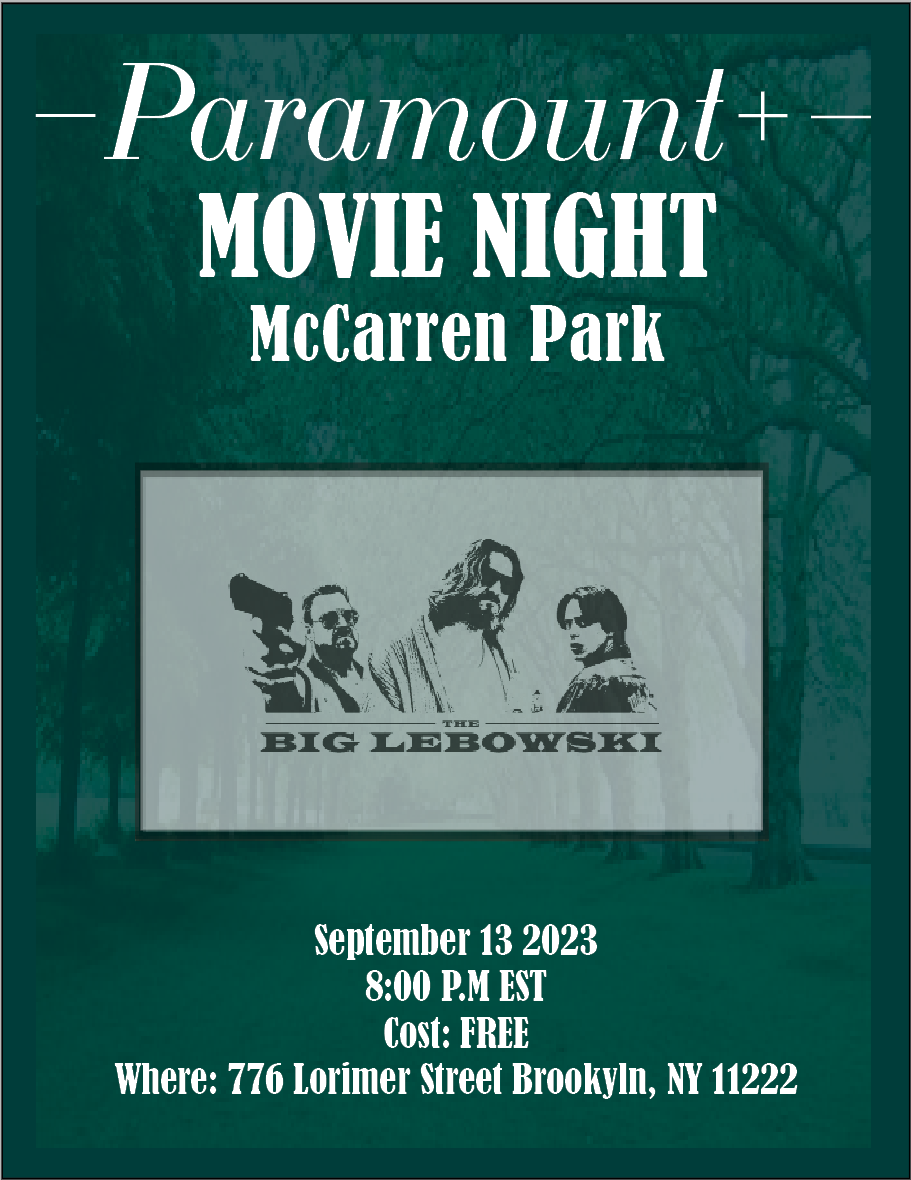 Paramount+
MOVIE NIGHT
McCarren Park
THE
BIG LEBOWSKI
September 13 2023
8:00 P.M EST
Cost: FREE
Where: 776 Lorimer Street Brookyln, NY 11222